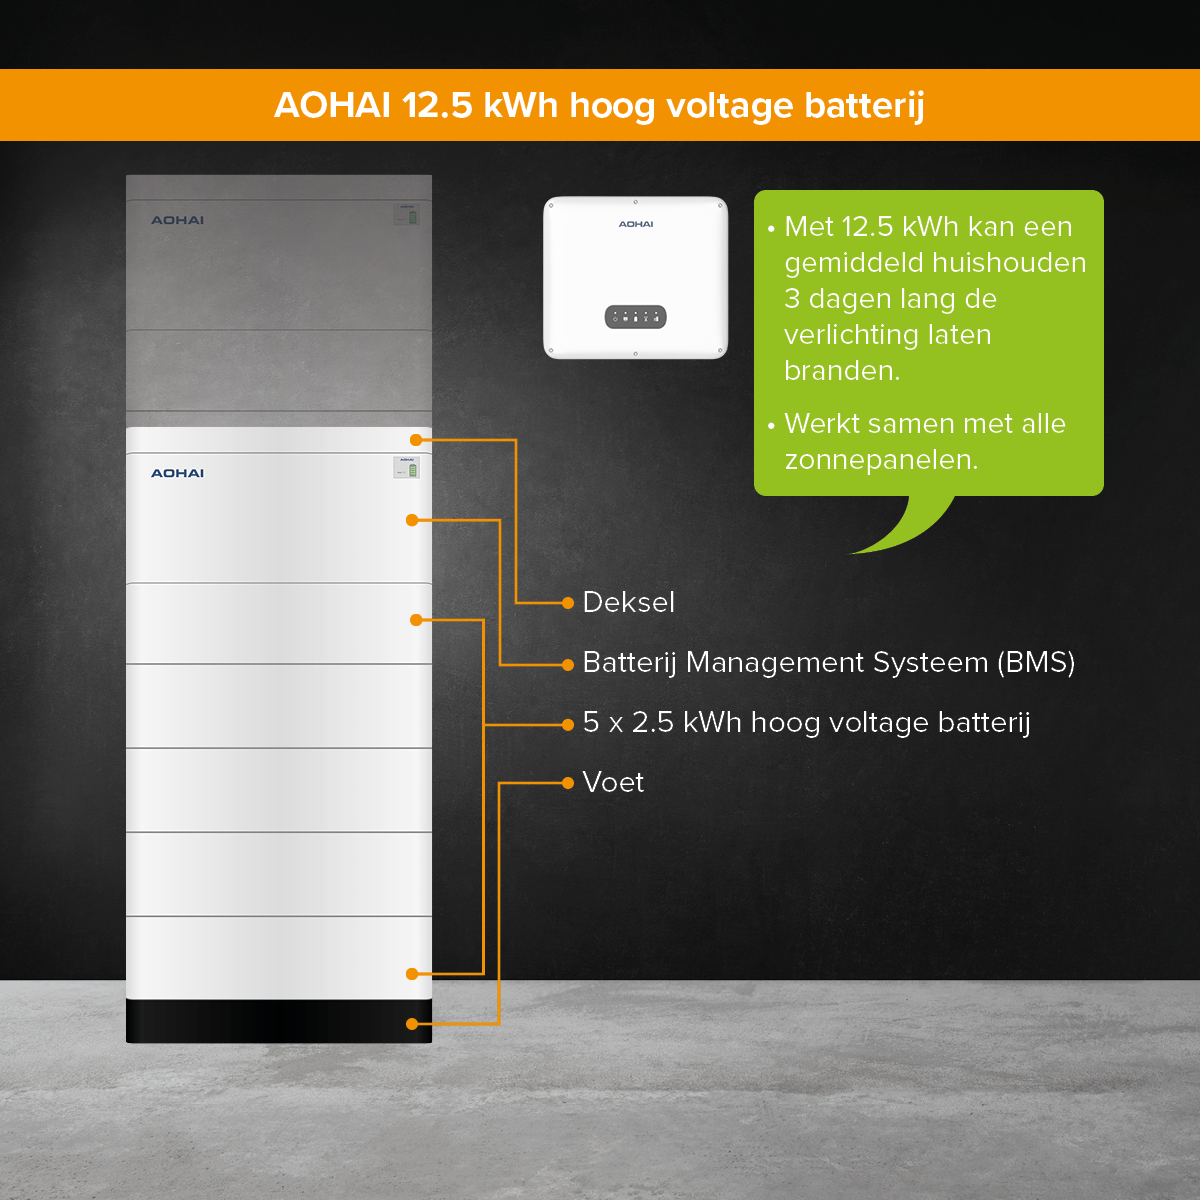 AOHAI 12.5 kWh hoog voltage batterij
AOHAI
AOHAI
• Met 12.5 kWh kan een
gemiddeld huishouden
3 dagen lang de
verlichting laten
branden.
• Werkt samen met alle
zonnepanelen.
AOHAI
AOHAI
Deksel
Batterij Management Systeem (BMS)
5 x 2.5 kWh hoog voltage batterij
Voet